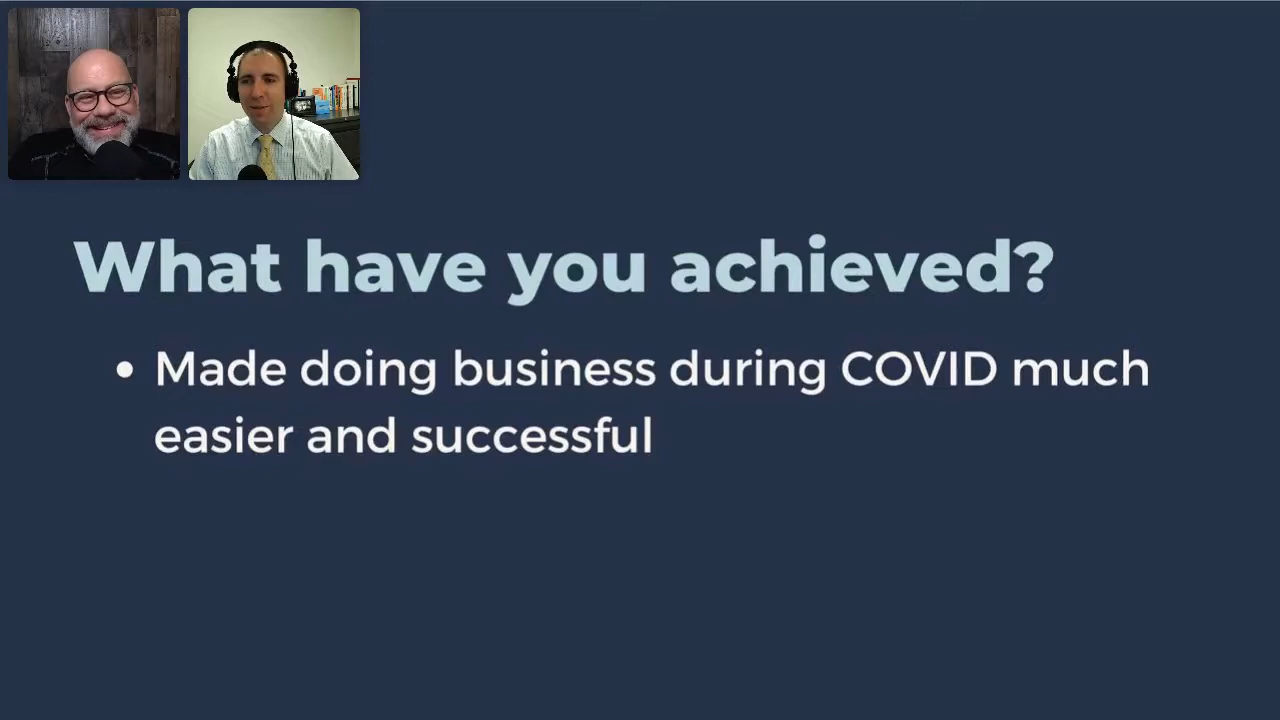 What have you achieved?
• Made doing business during COVID much
easier and successful